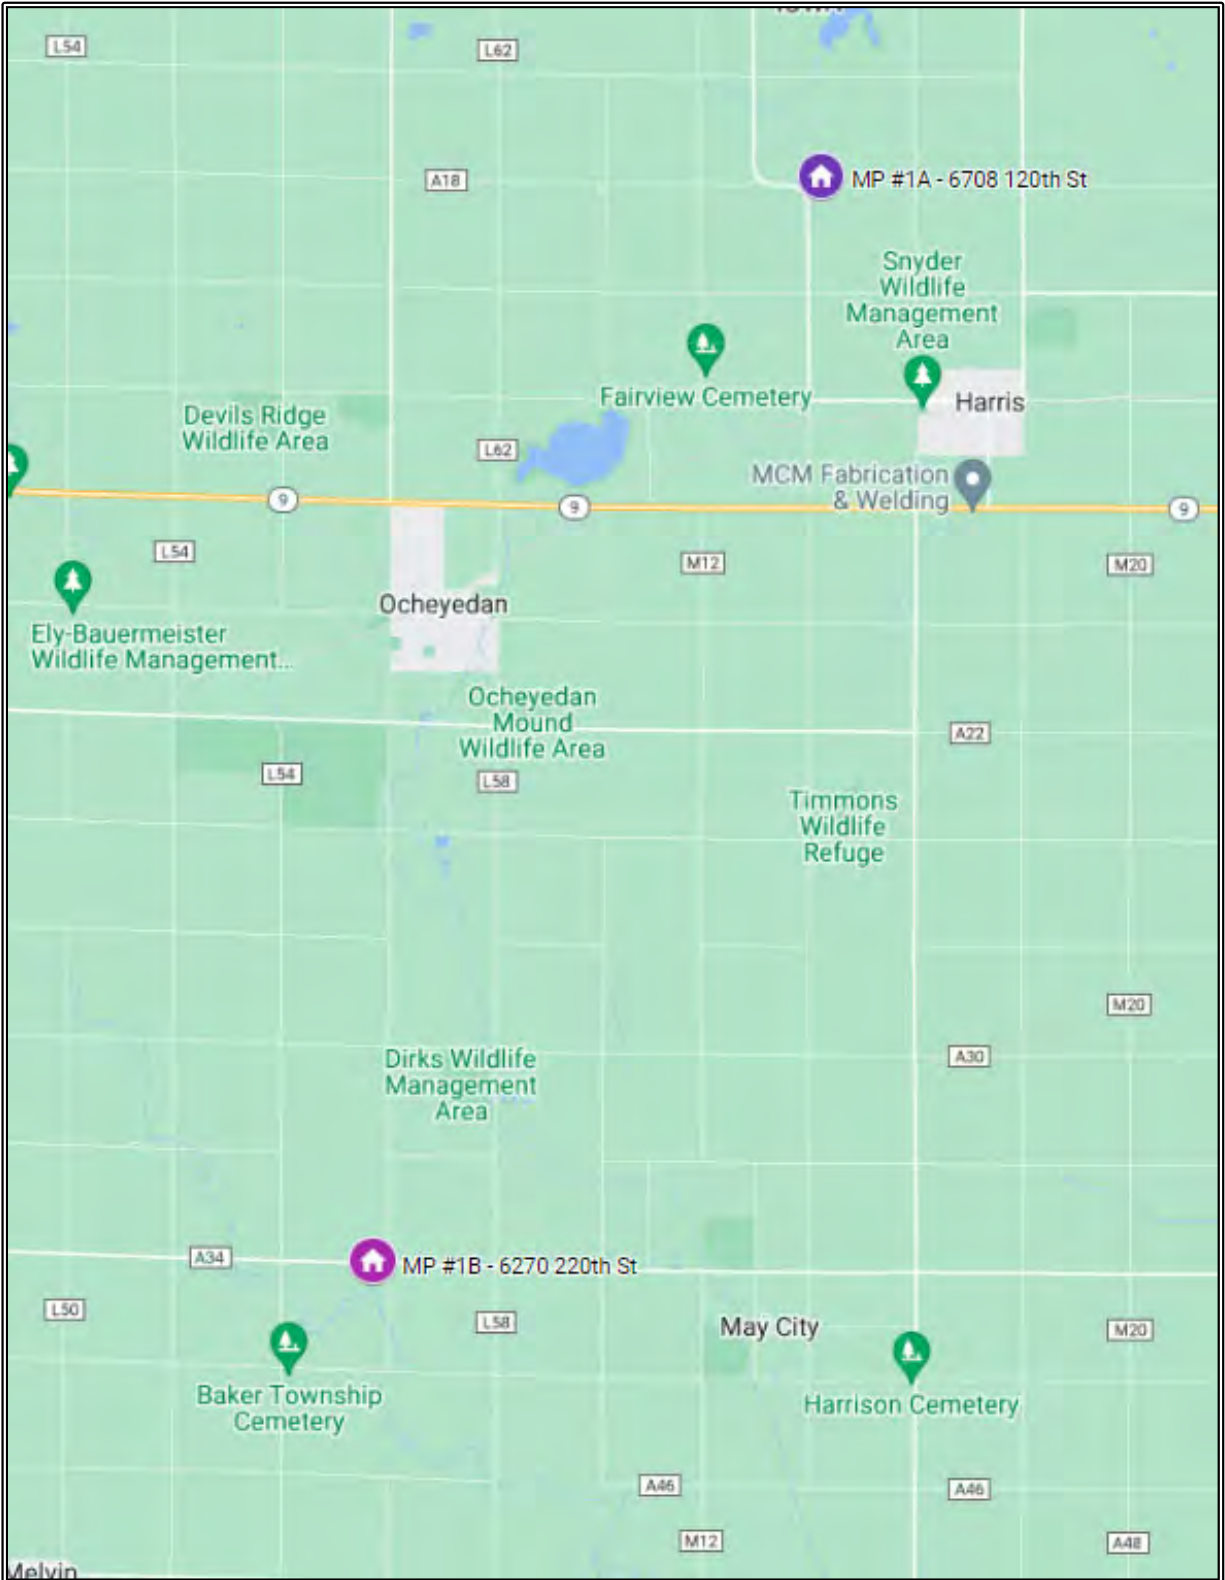 IOWA
L54
L62
A18
MP #1A - 6708 120th St
Snyder
Wildlife
Management
Area
Fairview Cemetery
Harris
Devils Ridge
Wildlife Area
L62
MCM Fabrication
& Welding
9
9
9
L54
M12
M20
Ocheyedan
Ely-Bauermeister
Wildlife Management...
Ocheyedan
Mound
Wildlife Area
A22
L54
L58
Timmons
Wildlife
Refuge
M20
Dirks Wildlife
Management
Area
A30
A34
MP #1B - 6270 220th St
L50
L58
May City
M20
Baker Township
Cemetery
Harrison Cemetery
A46
A46
M12
A48
Melvin